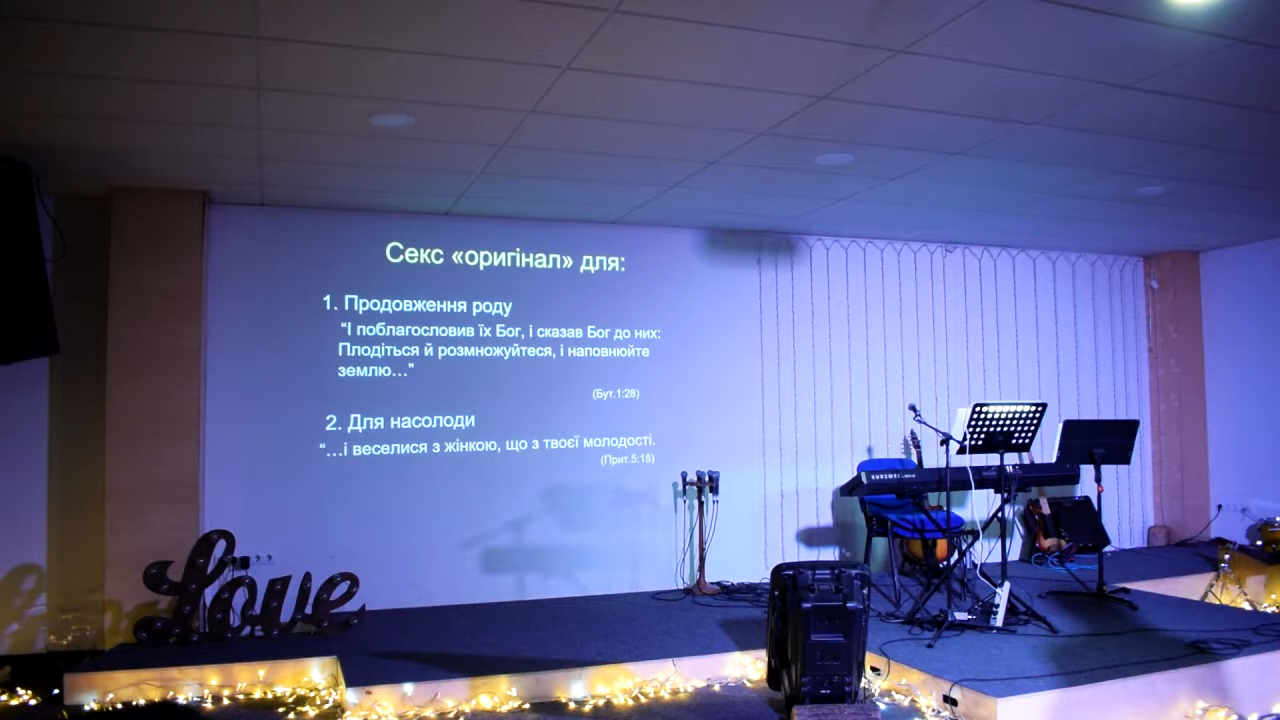 Секс «оригінал» для:
1. Продовження роду
“І поблагословив їх Бог, і сказав Бог до них:
Плодіться й розмножуйтеся, і наповнюйте
землю…”
(Бут.1:28)
2. Для насолоди
“…і веселися з жінкою, що з твоєї молодості.
(Прит.5:18)
Love
KURZWEIL